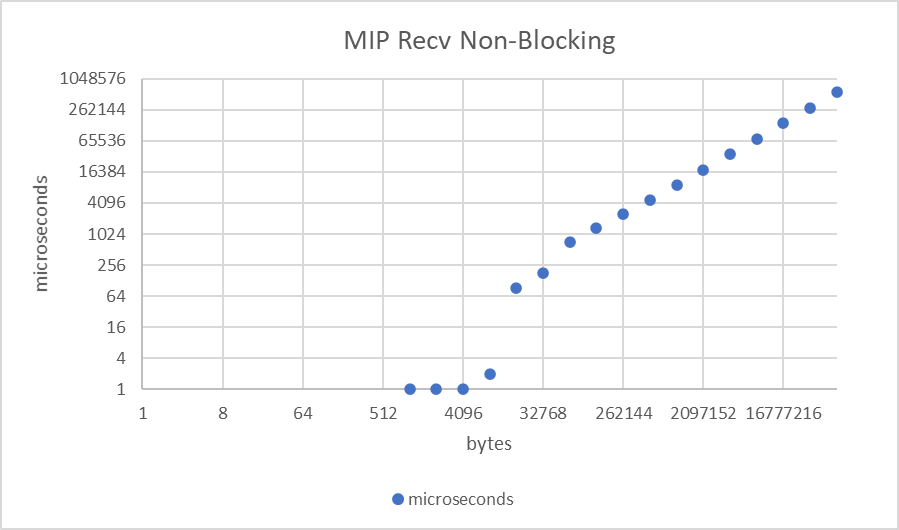 MIP Recv Non-Blocking
microseconds
1048576
262144
65536
16384
4096
1024
256
64
16
4
1
1 8 64 512 4096 32768 262144 2097152 16777216
bytes
microseconds